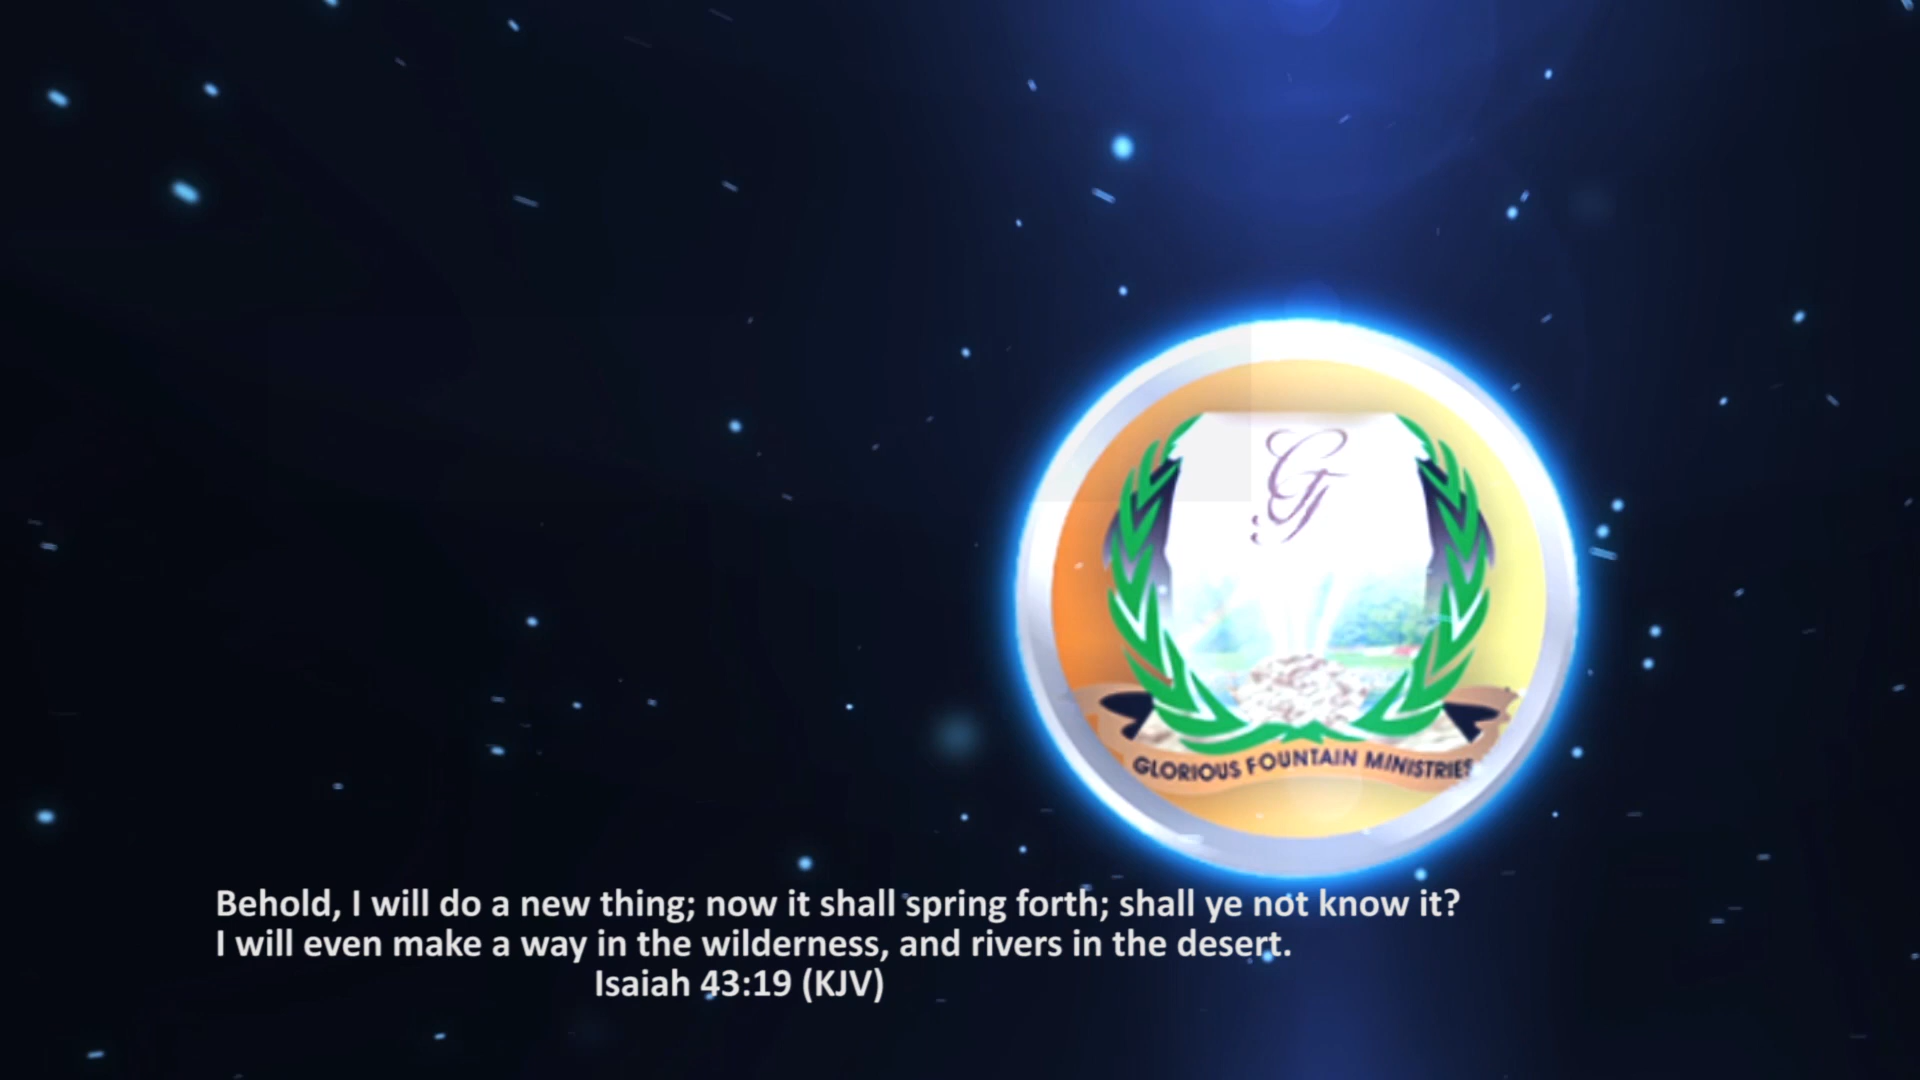 GLORIOUS FOUNTAIN MINISTRIES
Behold, I will do a new thing; now it shall spring forth; shall ye not know it?
I will even make a way in the wilderness, and rivers in the desert.
Isaiah 43:19 (KJV)